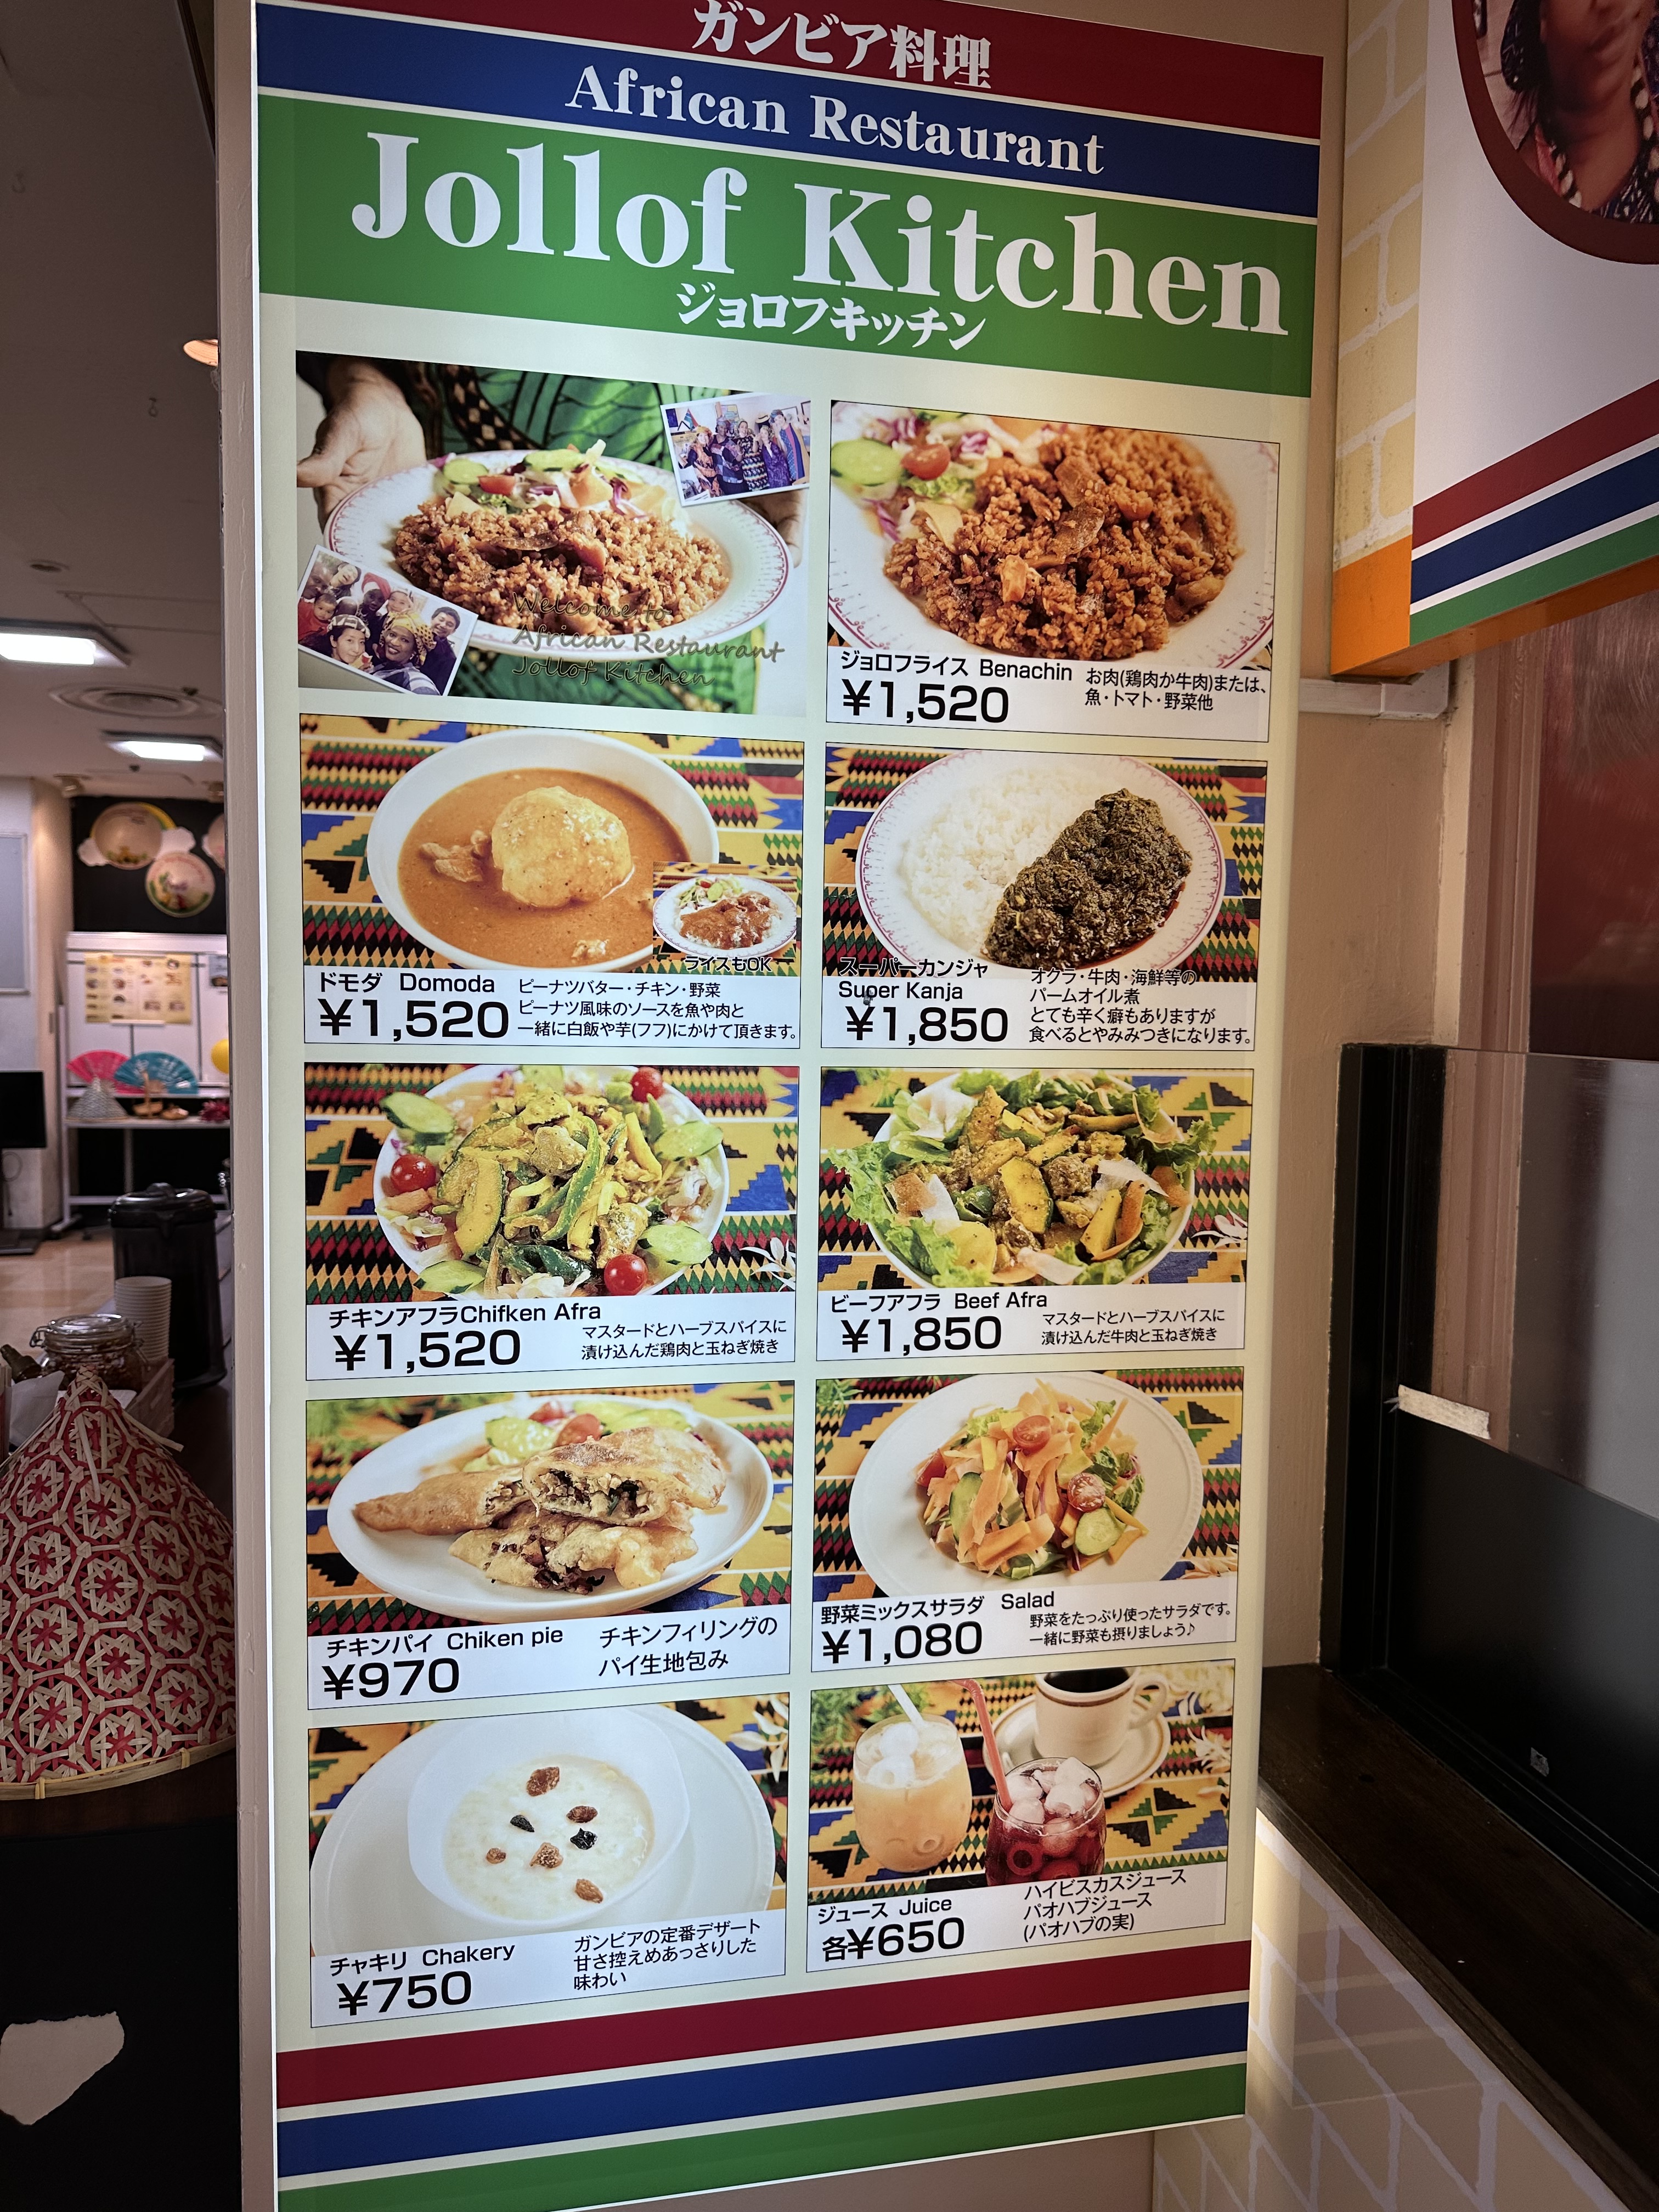 ガンビア料理
African Restaurant
Jollof Kitchen
ジョロフキッチン
Welcome to
African Restaurant
Jollof Kitchen
ジョロフライス Benachin
¥1,520
お肉(鶏肉か牛肉)または、
魚・トマト・野菜他
ライスもOK
ドモダ Domoda
¥1,520
ピーナツバター・チキン・野菜
ピーナツ風味のソースを魚や肉と
一緒に白飯や芋(フフ)にかけて頂きます。
スーパーカンジャ
Super Kanja
¥1,850
オクラ・牛肉・海鮮等の
パームオイル煮
とても辛く癖もありますが
食べるとやみみつきになります。
チキンアフラChifken Afra
¥1,520
マスタードとハーブスパイスに
漬け込んだ鶏肉と玉ねぎ焼き
ビーフアフラ Beef Afra
¥1,850
マスタードとハーブスパイスに
漬け込んだ牛肉と玉ねぎ焼き
チキンパイ Chiken pie
¥970
チキンフィリングの
パイ生地包み
野菜ミックスサラダ Salad
¥1,080
野菜をたっぷり使ったサラダです。
一緒に野菜も摂りましょう♪
チャキリ Chakery
¥750
ガンビアの定番デザート
甘さ控えめあっさりした
味わい
ジュース Juice
各¥650
ハイビスカスジュース
バオハブジュース
(バオハブの実)